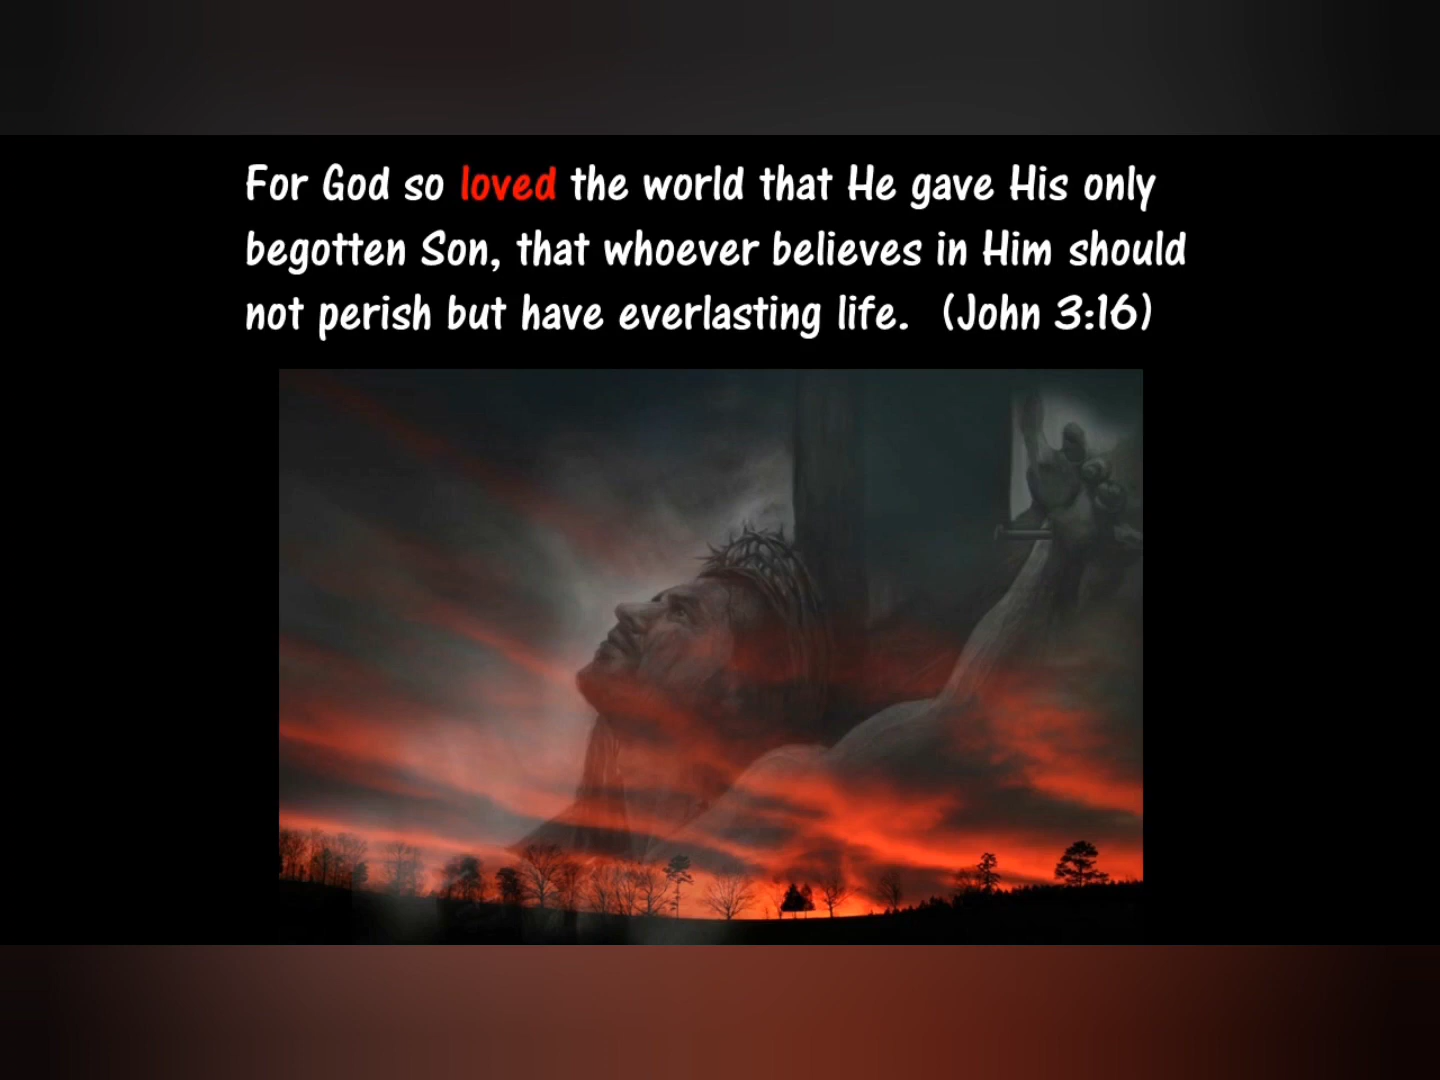 For God so loved the world that He gave His only
begotten Son, that whoever believes in Him should
not perish but have everlasting life.  (John 3:16)